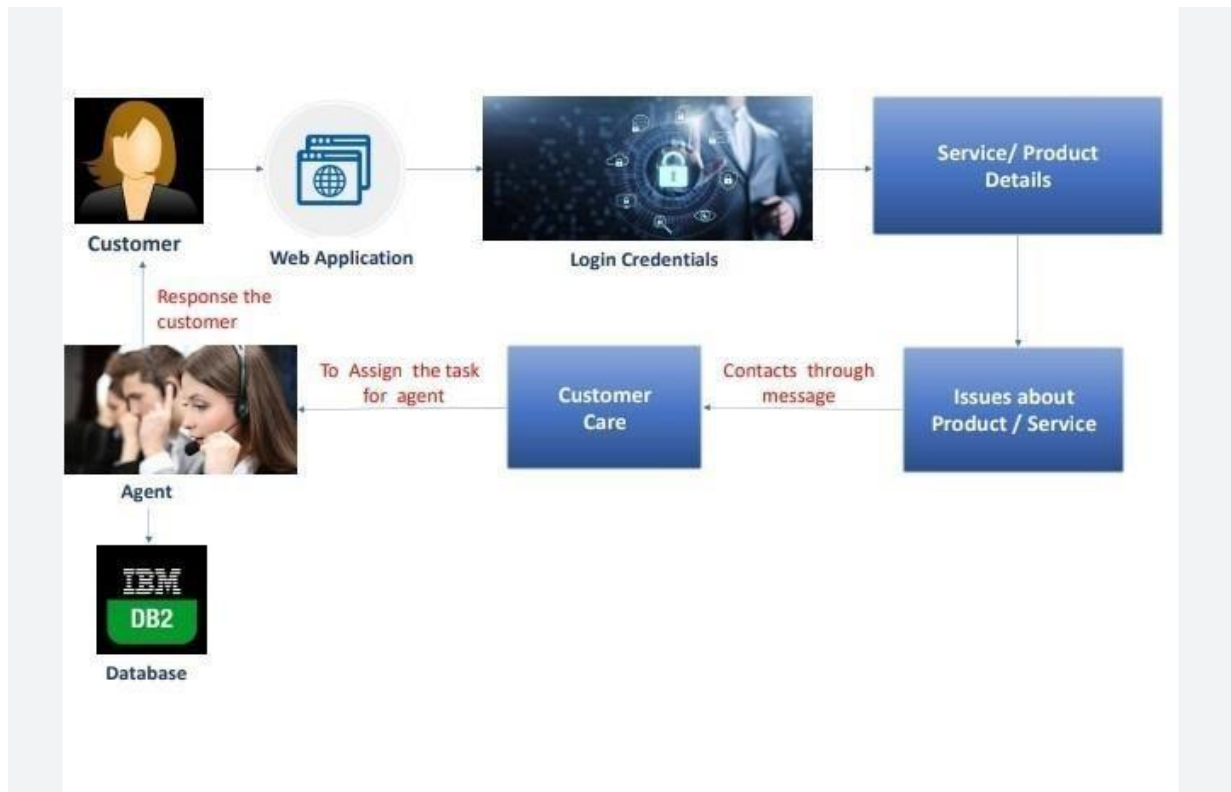 Service/ Product
Details
Customer
Web Application
Login Credentials
Response the
customer
To Assign the task
for agent
Customer
Care
Contacts through
message
Issues about
Product / Service
Agent
IBM
DB2
Database